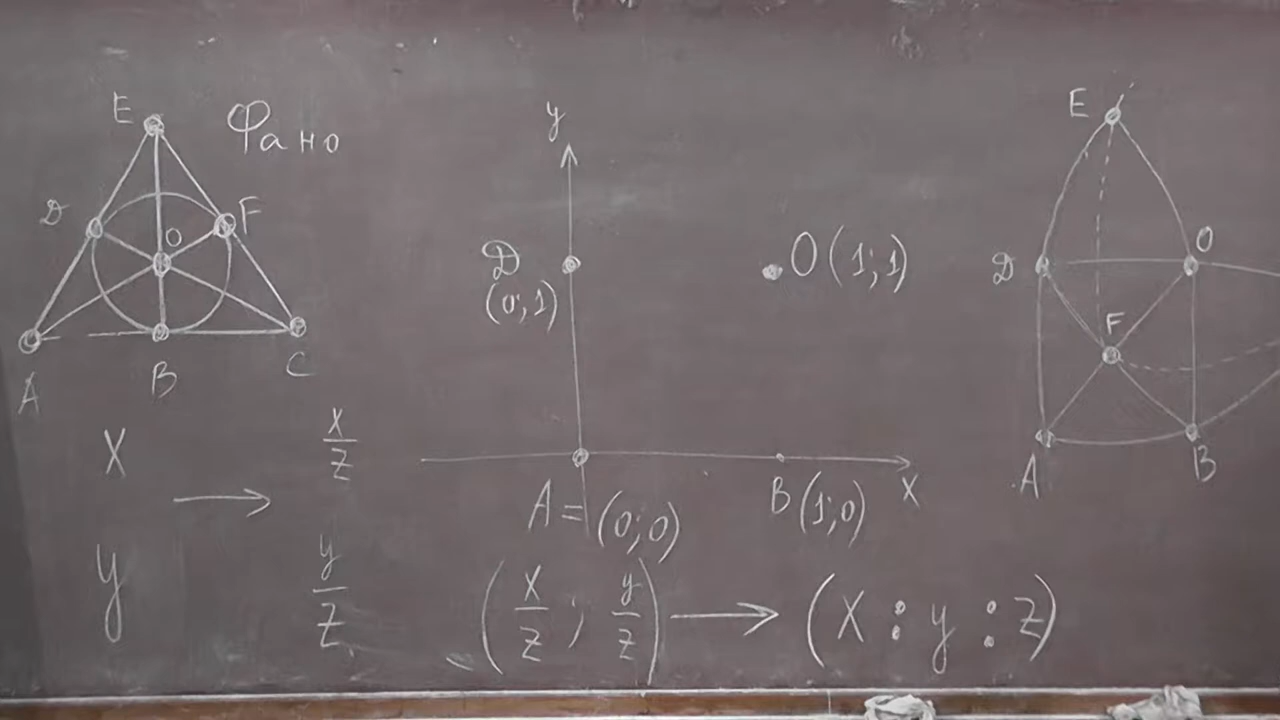 E
Фано
D
F
O
A
B
C
x → x/z
y y/z
y
D
(0,1)
O(1;1)
A=(0;0)
B(1;0)
x
(x/z; y/z) → (x:y:z)
E
D
O
F
A
B